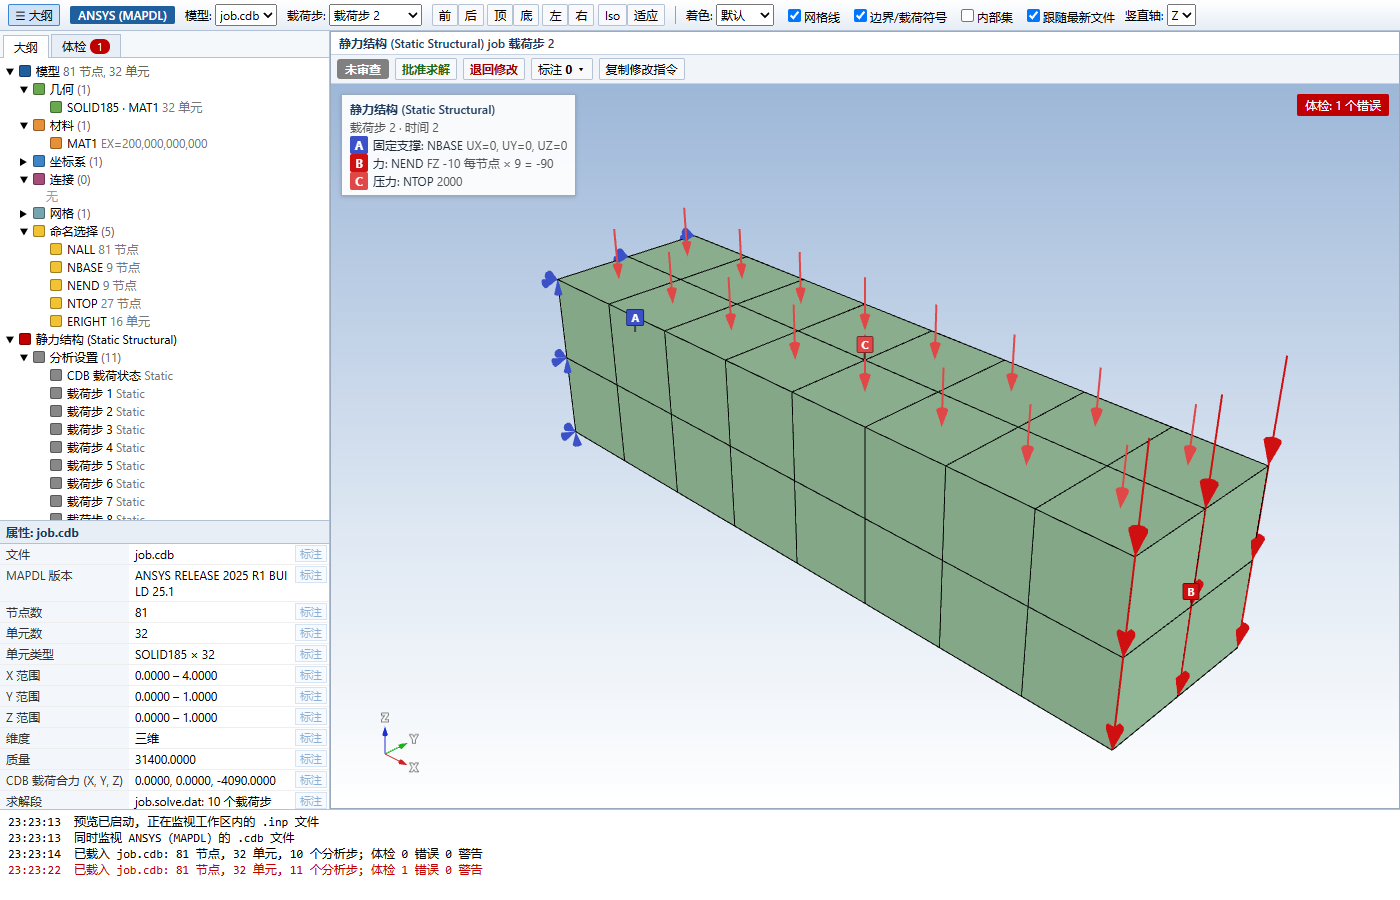 ☰ 大纲 ANSYS (MAPDL) 模型: job.cdb 载荷步: 载荷步 2 前 后 顶 底 左 右 Iso 适应 着色: 默认 网格线 边界/载荷符号 内部集 跟随最新文件 竖直轴: Z
大纲 体检 1
模型 81 节点, 32 单元
几何 (1)
SOLID185 · MAT1 32 单元
材料 (1)
MAT1 EX=200,000,000,000
坐标系 (1)
连接 (0)
无
网格 (1)
命名选择 (5)
NALL 81 节点
NBASE 9 节点
NEND 9 节点
NTOP 27 节点
ERIGHT 16 单元
静力结构 (Static Structural)
分析设置 (11)
CDB 载荷状态 Static
载荷步 1 Static
载荷步 2 Static
载荷步 3 Static
载荷步 4 Static
载荷步 5 Static
载荷步 6 Static
载荷步 7 Static
载荷步 8 Static
属性: job.cdb
文件 job.cdb 标注
MAPDL 版本 ANSYS RELEASE 2025 R1 BUI 标注
LD 25.1
节点数 81 标注
单元数 32 标注
单元类型 SOLID185 × 32 标注
X 范围 0.0000 – 4.0000 标注
Y 范围 0.0000 – 1.0000 标注
Z 范围 0.0000 – 1.0000 标注
维度 三维 标注
质量 31400.0000 标注
CDB 载荷合力 (X, Y, Z) 0.0000, 0.0000, -4090.0000 标注
求解段 job.solve.dat: 10 个载荷步 标注
静力结构 (Static Structural) job 载荷步 2
未审查 批准求解 退回修改 标注 0 ▾ 复制修改指令
静力结构 (Static Structural)
载荷步 2 · 时间 2
A 固定支撑: NBASE UX=0, UY=0, UZ=0
B 力: NEND FZ -10 每节点 × 9 = -90
C 压力: NTOP 2000
体检: 1 个错误
A
C
B
Z
Y
X
23:23:13 预览已启动, 正在监视工作区内的 .inp 文件
23:23:13 同时监视 ANSYS (MAPDL) 的 .cdb 文件
23:23:14 已载入 job.cdb: 81 节点, 32 单元, 10 个分析步; 体检 0 错误 0 警告
23:23:22 已载入 job.cdb: 81 节点, 32 单元, 11 个分析步; 体检 1 错误 0 警告